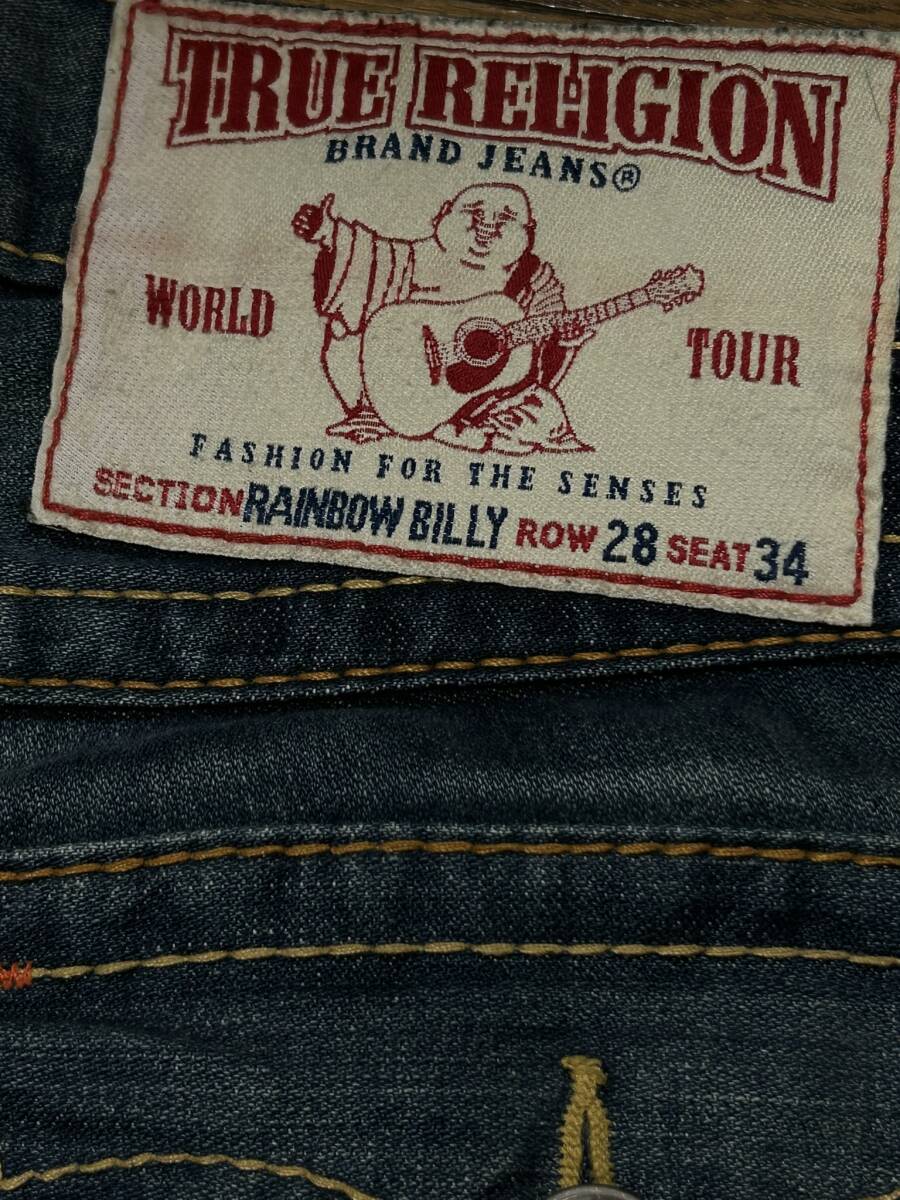 TRUE RELIGION
BRAND JEANS®
WORLD TOUR
FASHION FOR THE SENSES
SECTION RAINBOW BILLY ROW 28 SEAT 34